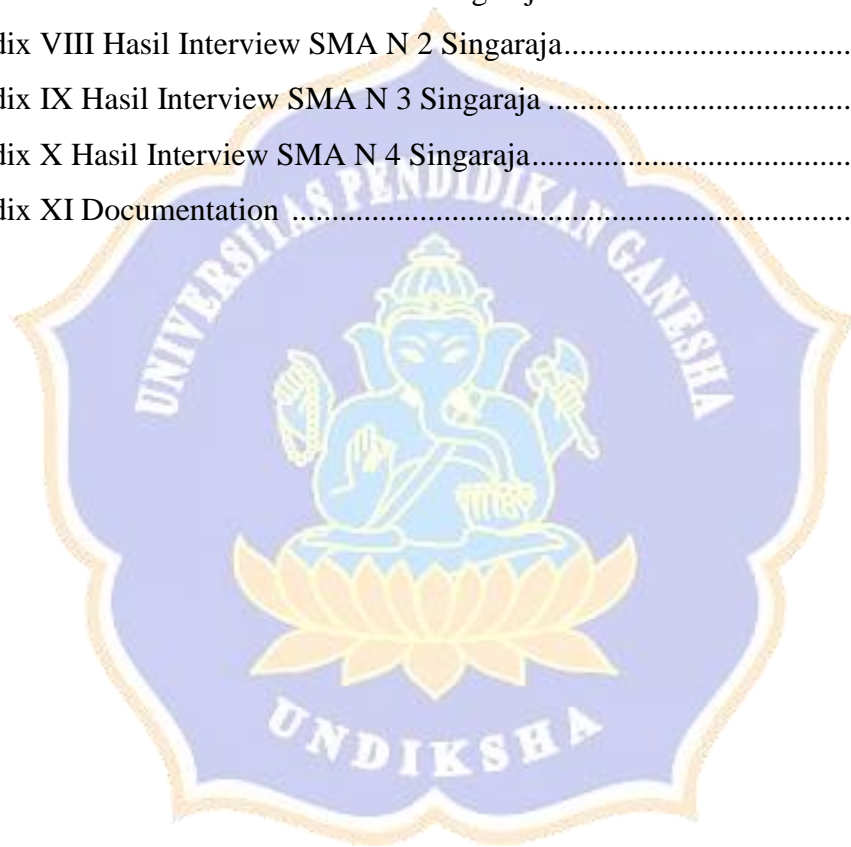 dix VIII Hasil Interview SMA N 2 Singaraja....................................
dix IX Hasil Interview SMA N 3 Singaraja ......................................
dix X Hasil Interview SMA N 4 Singaraja........................................
dix XI Documentation .......................................................................
UNIVERSITAS PENDIDIKAN GANESHA
UNDIKSHA